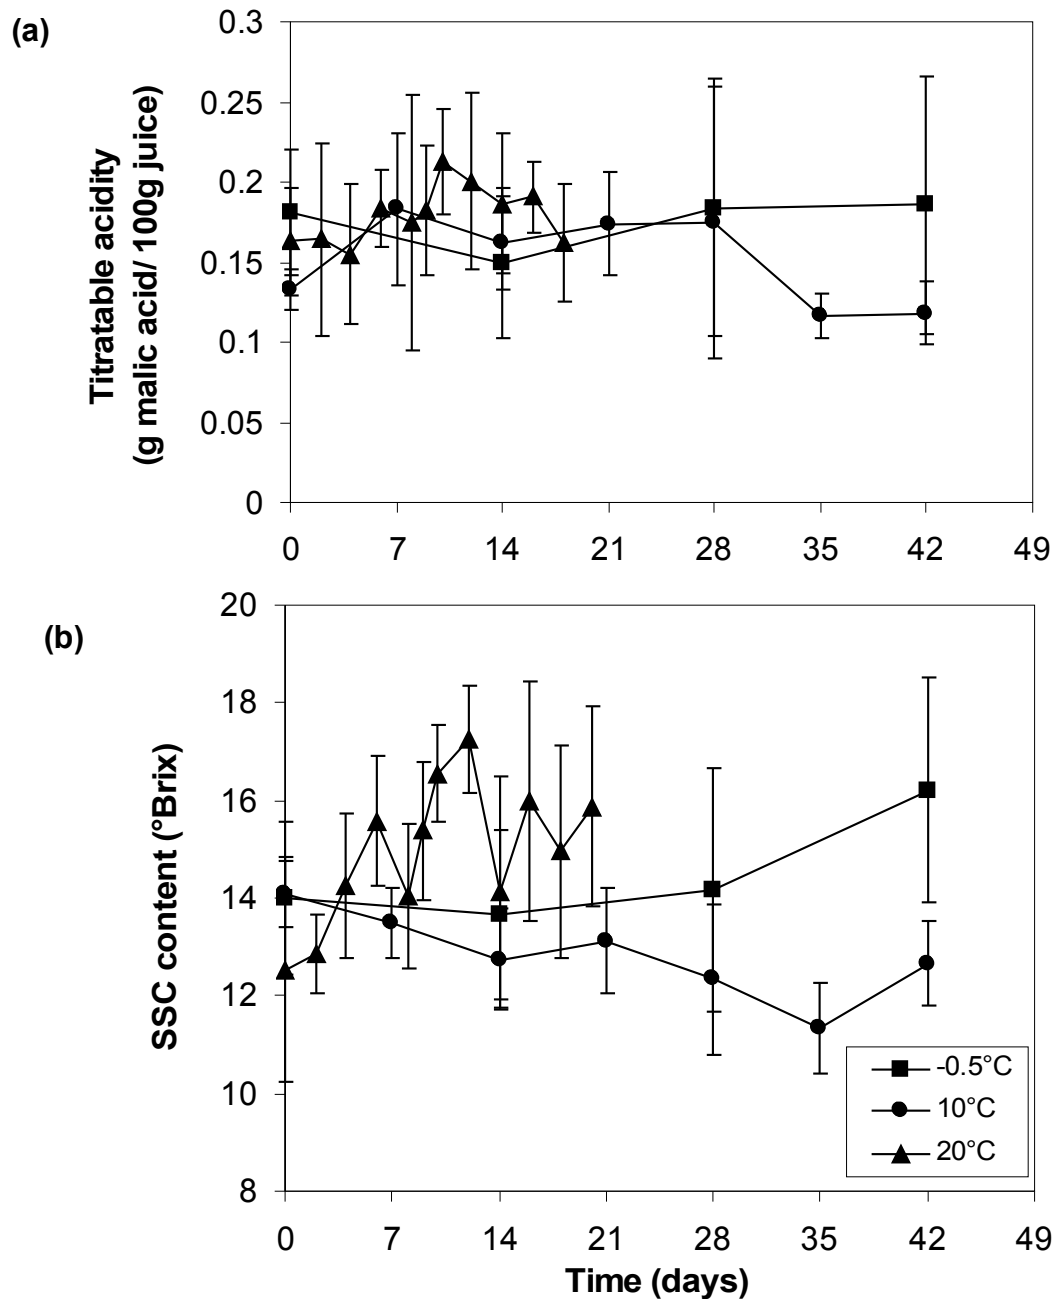 (a)
Titratable acidity
(g malic acid/ 100g juice)
0.3
0.25
0.2
0.15
0.1
0.05
0
0 7 14 21 28 35 42 49
(b)
SSC content (°Brix)
20
18
16
14
12
10
8
-0.5°C
10°C
20°C
0 7 14 21 28 35 42 49
Time (days)